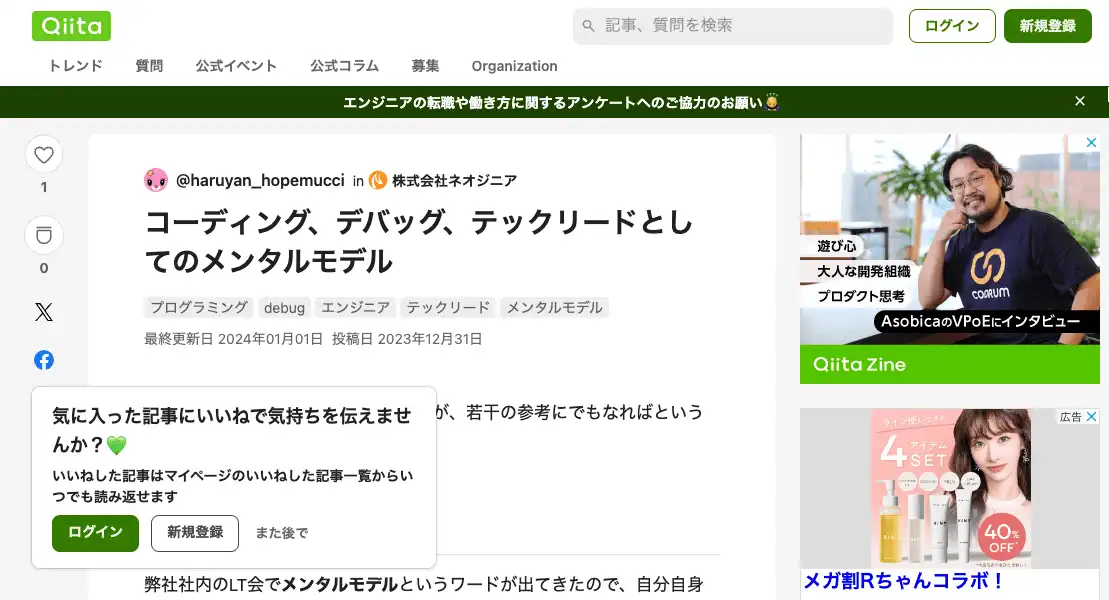 Qiita
記事、質問を検索
ログイン
新規登録
トレンド 質問 公式イベント 公式コラム 募集 Organization
エンジニアの転職や働き方に関するアンケートへのご協力のお願い🙇
1
0
@haruyan_hopemucci in 株式会社ネオジニア
コーディング、デバッグ、テックリードとし
てのメンタルモデル
プログラミング debug エンジニア テックリード メンタルモデル
最終更新日 2024年01月01日 投稿日 2023年12月31日
が、若干の参考にでもなればという
気に入った記事にいいねで気持ちを伝えませ
んか？💚
いいねした記事はマイページのいいねした記事一覧からい
つでも読み返せます
ログイン 新規登録 また後で
弊社社内のLT会でメンタルモデルというワードが出てきたので、自分自身
遊び心
大人な開発組織
プロダクト思考
AsobicaのVPoEにインタビュー
Qiita Zine
広告
4
アイテム
SET
40%
OFF
メガ割Rちゃんコラボ！